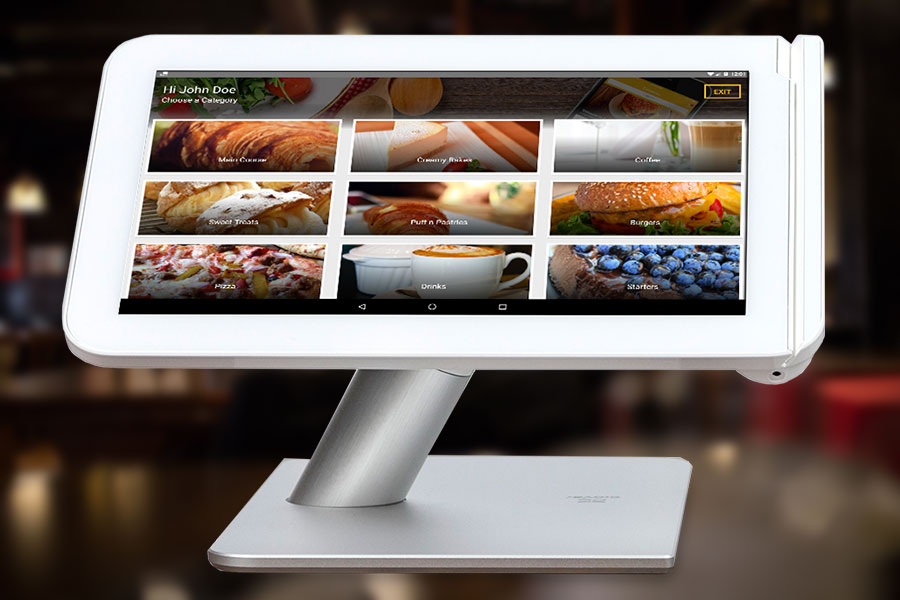 12:01
Hi John Doe
Choose a Category
EXIT
Main Course
Creamy Bakes
Coffee
Sweet Treats
Puff n Pastries
Burgers
Pizza
Drinks
Starters